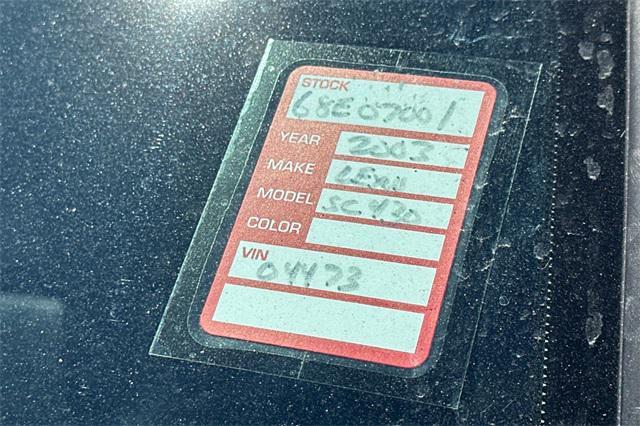 STOCK
68E07001
YEAR 2003
MAKE
MODEL SC430
COLOR
VIN
04473